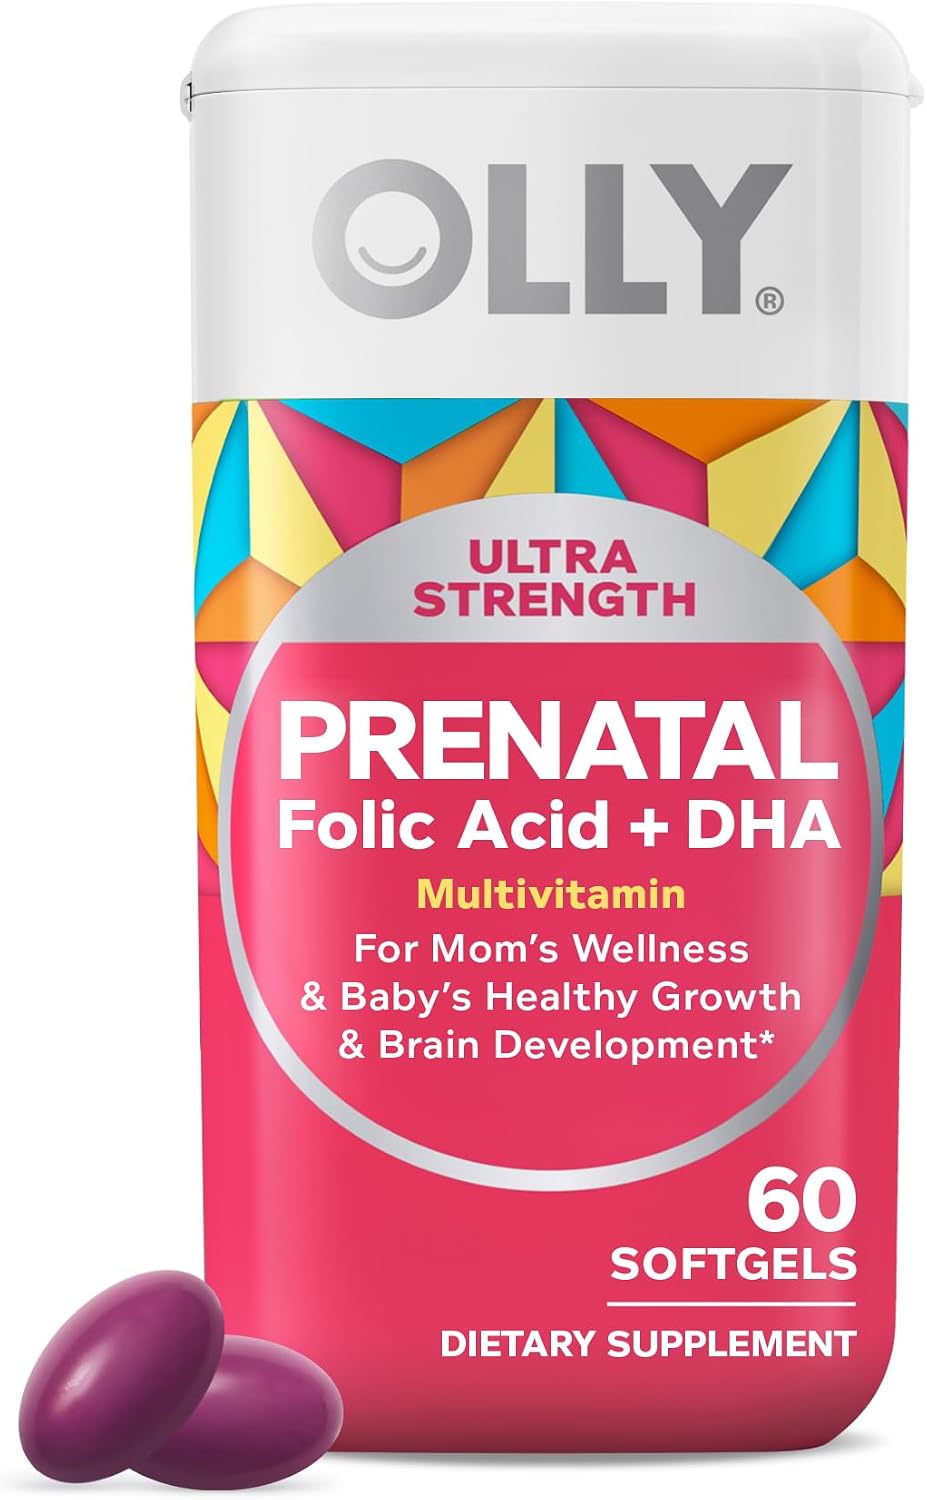 OLLY®
ULTRA
STRENGTH
PRENATAL
Folic Acid + DHA
Multivitamin
For Mom's Wellness
& Baby's Healthy Growth
& Brain Development*
60
SOFTGELS
DIETARY SUPPLEMENT